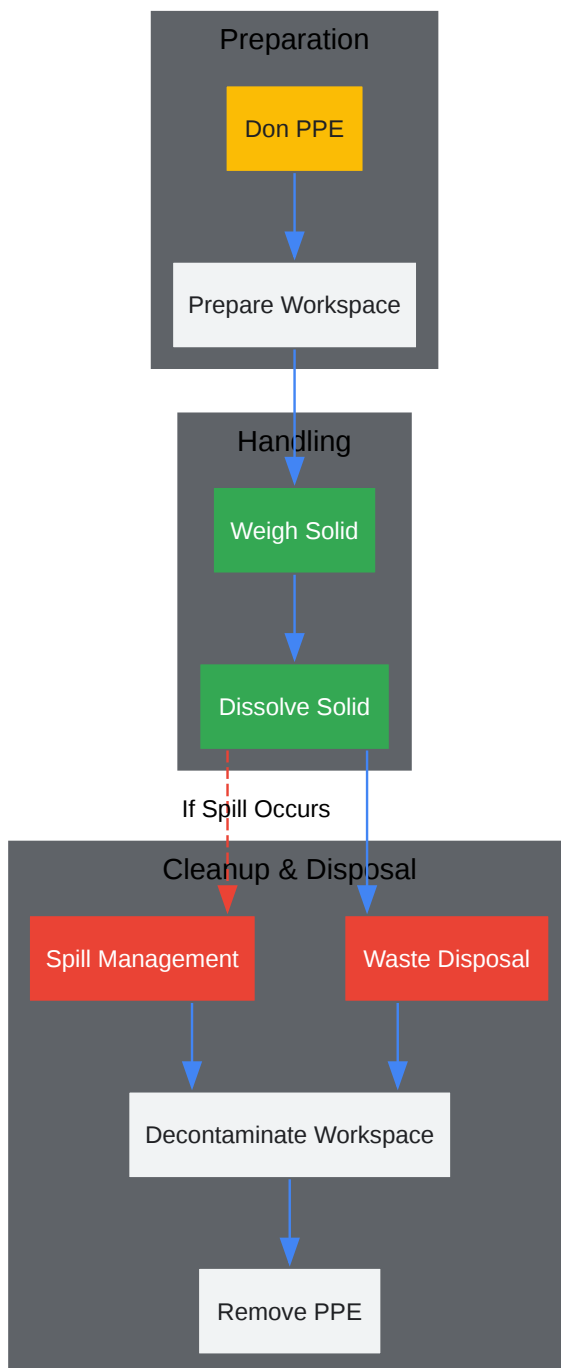 Preparation
Don PPE
Prepare Workspace
Handling
Weigh Solid
Dissolve Solid
If Spill Occurs
Cleanup & Disposal
Spill Management
Waste Disposal
Decontaminate Workspace
Remove PPE